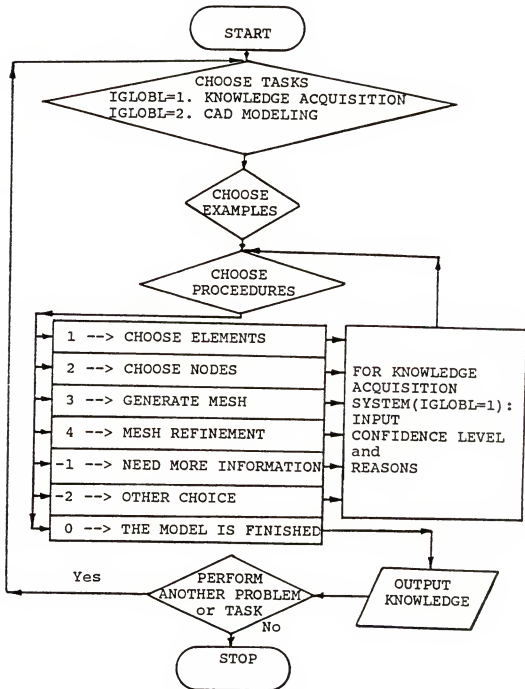 START
CHOOSE TASKS
IGLOBL=1. KNOWLEDGE ACQUISITION
IGLOBL=2. CAD MODELING
CHOOSE
EXAMPLES
CHOOSE
PROCEEDURES
1 --> CHOOSE ELEMENTS
2 --> CHOOSE NODES
3 --> GENERATE MESH
4 --> MESH REFINEMENT
-1 --> NEED MORE INFORMATION
-2 --> OTHER CHOICE
0 --> THE MODEL IS FINISHED
FOR KNOWLEDGE
ACQUISITION
SYSTEM(IGLOBL=1):
INPUT
CONFIDENCE LEVEL
and
REASONS
OUTPUT
KNOWLEDGE
PERFORM
ANOTHER PROBLEM
or TASK
Yes
No
STOP